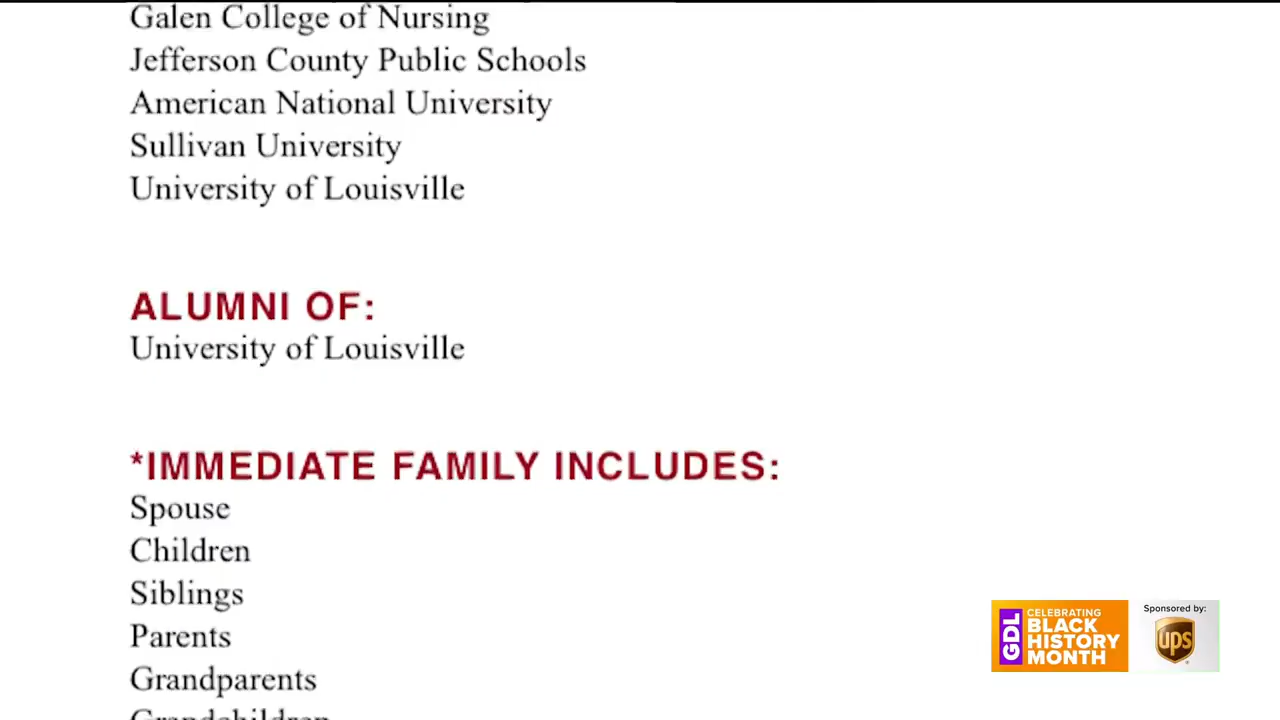 Galen College of Nursing
Jefferson County Public Schools
American National University
Sullivan University
University of Louisville
ALUMNI OF:
University of Louisville
*IMMEDIATE FAMILY INCLUDES:
Spouse
Children
Siblings
Parents
Grandparents
Grandchildren
GDL
CELEBRATING
BLACK
HISTORY
MONTH
Sponsored by:
ups